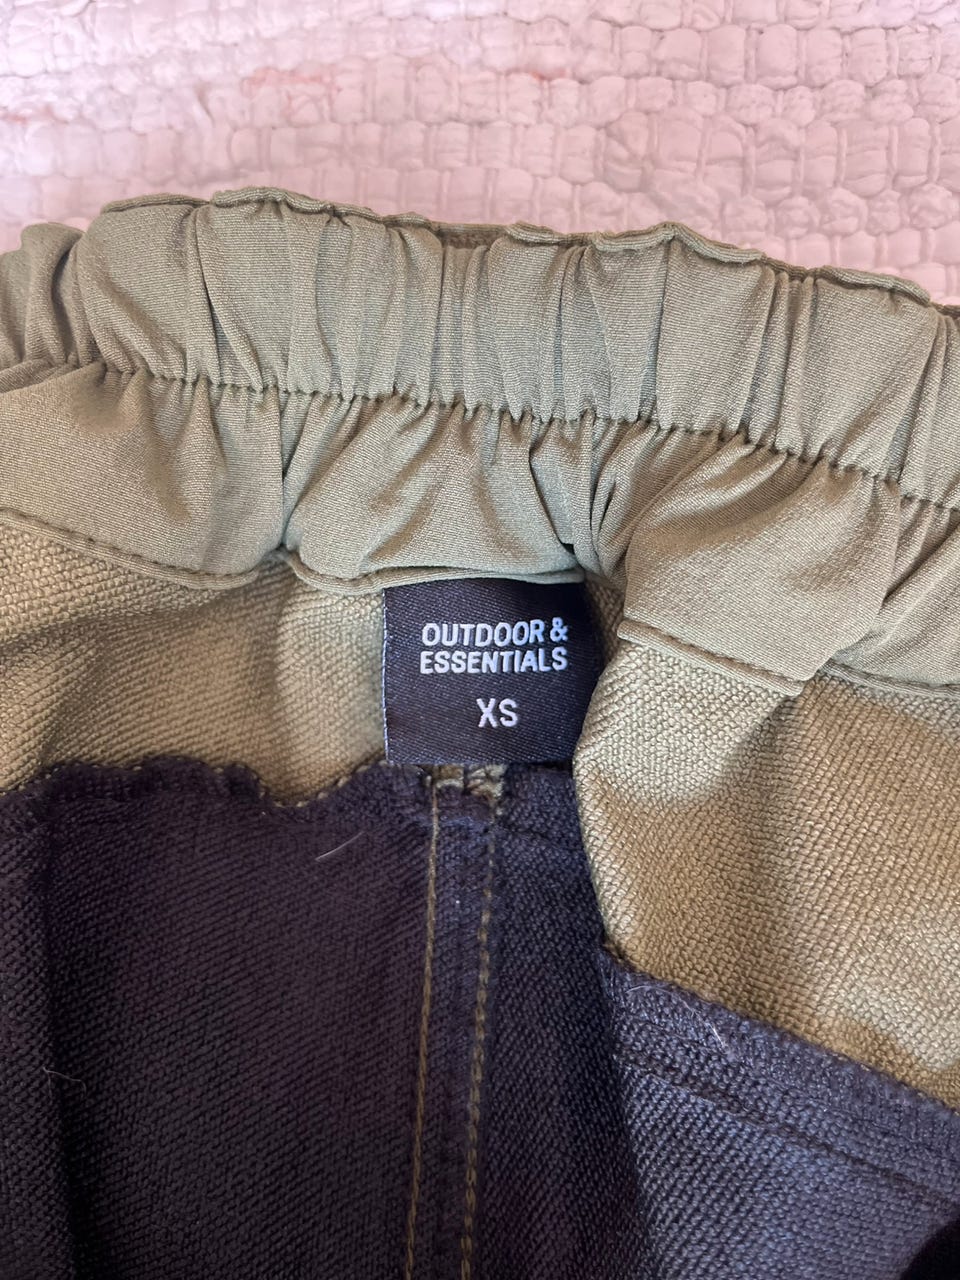 OUTDOOR &
ESSENTIALS
XS